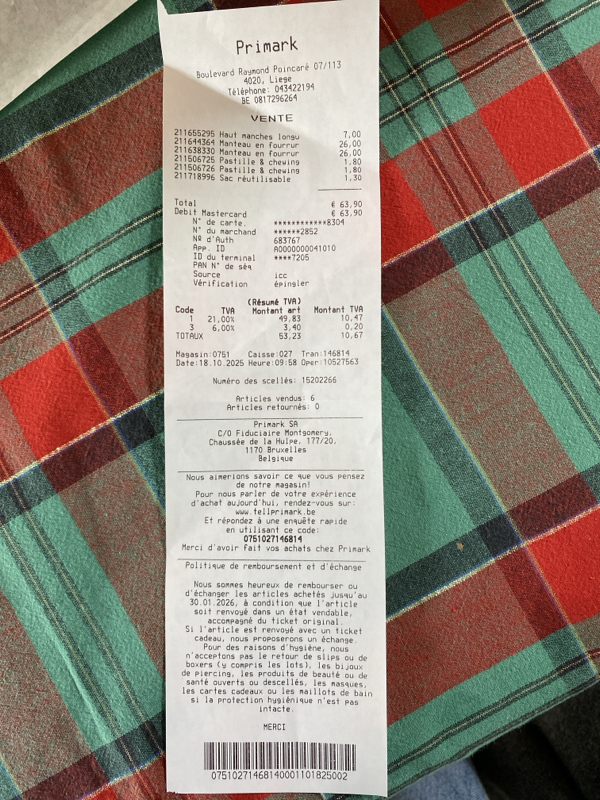 Primark
Boulevard Raymond Poincaré 07/113
4020, Liege
Téléphone: 043422194
BE 0817296264
VENTE
211655295 Haut manches longu 7,00
211644364 Manteau en fourrur 26,00
211638330 Manteau en fourrur 26,00
211506725 Pastille & chewing 1,80
211506726 Pastille & chewing 1,80
211718996 Sac réutilisable 1,30
Total € 63,90
Debit Mastercard € 63,90
N° de carte. ************8304
N° du marchand ******2852
Nº d'Auth 683767
App. ID A0000000041010
ID du terminal ****7205
PAN N° de séq
Source icc
Vérification épingler
(Résumé TVA)
Code TVA Montant art Montant TVA
1 21,00% 49,83 10,47
3 6,00% 3,40 0,20
TOTAUX 53,23 10,67
Magasin:0751 Caisse:027 Tran:146814
Date:18.10.2025 Heure:09:58 Oper:10527563
Numéro des scellés: 15202266
Articles vendus: 6
Articles retournés: 0
Primark SA
C/O Fiduciaire Montgomery,
Chaussée de la Hulpe, 177/20,
1170 Bruxelles
Belgique
Nous aimerions savoir ce que vous pensez
de notre magasin!
Pour nous parler de votre expérience
d'achat aujourd'hui, rendez-vous sur:
www.tellprimark.be
Et répondez à une enquête rapide
en utilisant ce code:
0751027146814
Merci d'avoir fait vos achats chez Primark
Politique de remboursement et d'échange
Nous sommes heureux de rembourser ou
d'échanger les articles achetés jusqu'au
30.01.2026, à condition que l'article
soit renvoyé dans un état vendable,
accompagné du ticket original.
Si l'article est renvoyé avec un ticket
cadeau, nous proposerons un échange.
Pour des raisons d'hygiène, nous
n'acceptons pas le retour de slips ou de
boxers (y compris les lots), les bijoux
de piercing, les produits de beauté ou de
santé ouverts ou descellés, les masques,
les cartes cadeaux ou les maillots de bain
si la protection hygiénique n'est pas
intacte.
MERCI
07510271468140001101825002